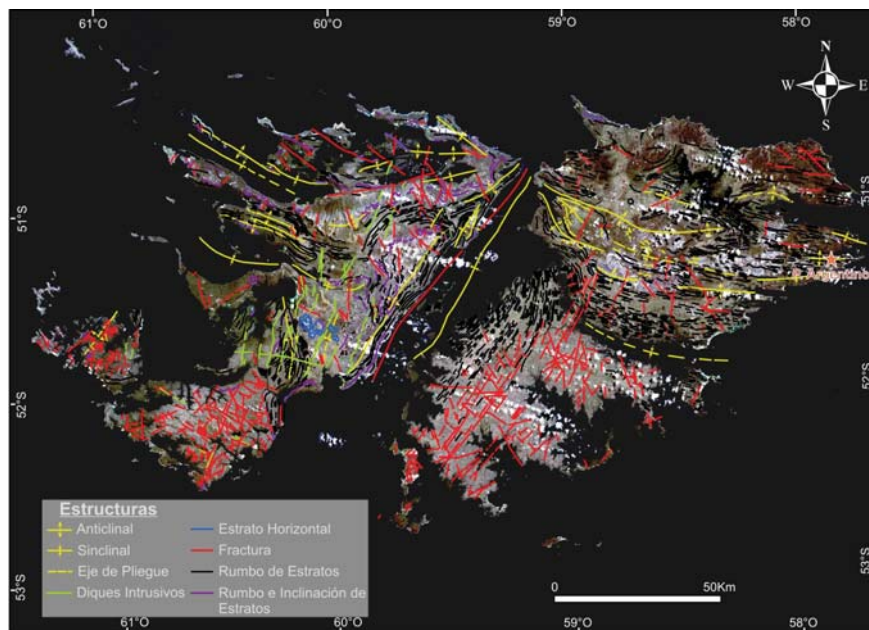 61°O 60°O 59°O 58°O
N
W E
S
51°S 51°S
P. Argentino
52°S 52°S
Estructuras
Anticlinal
Sinclinal
Eje de Pliegue
Diques Intrusivos
Estrato Horizontal
Fractura
Rumbo de Estratos
Rumbo e Inclinación de
Estratos
0 50Km
53°S 53°S
61°O 60°O 59°O 58°O